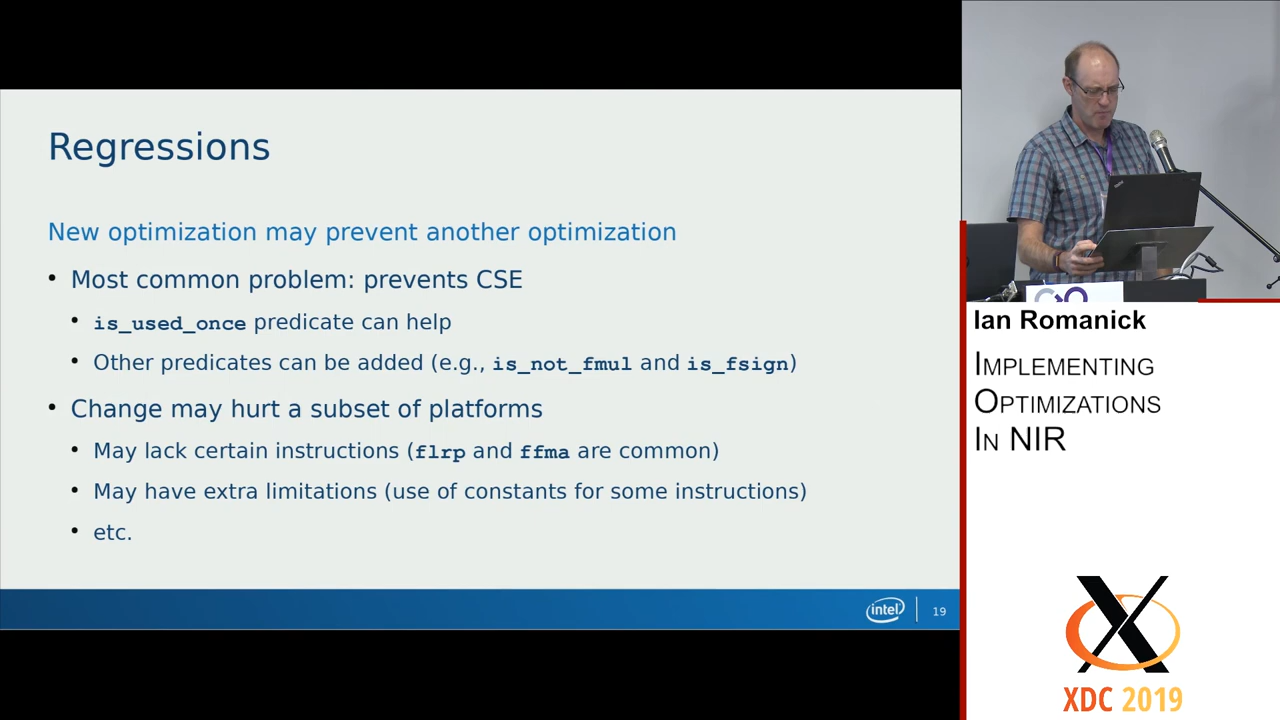 Regressions
New optimization may prevent another optimization
• Most common problem: prevents CSE
• is_used_once predicate can help
• Other predicates can be added (e.g., is_not_fmul and is_fsign)
• Change may hurt a subset of platforms
• May lack certain instructions (flrp and ffma are common)
• May have extra limitations (use of constants for some instructions)
• etc.
intel
19
Ian Romanick
IMPLEMENTING
OPTIMIZATIONS
IN NIR
X
XDC 2019